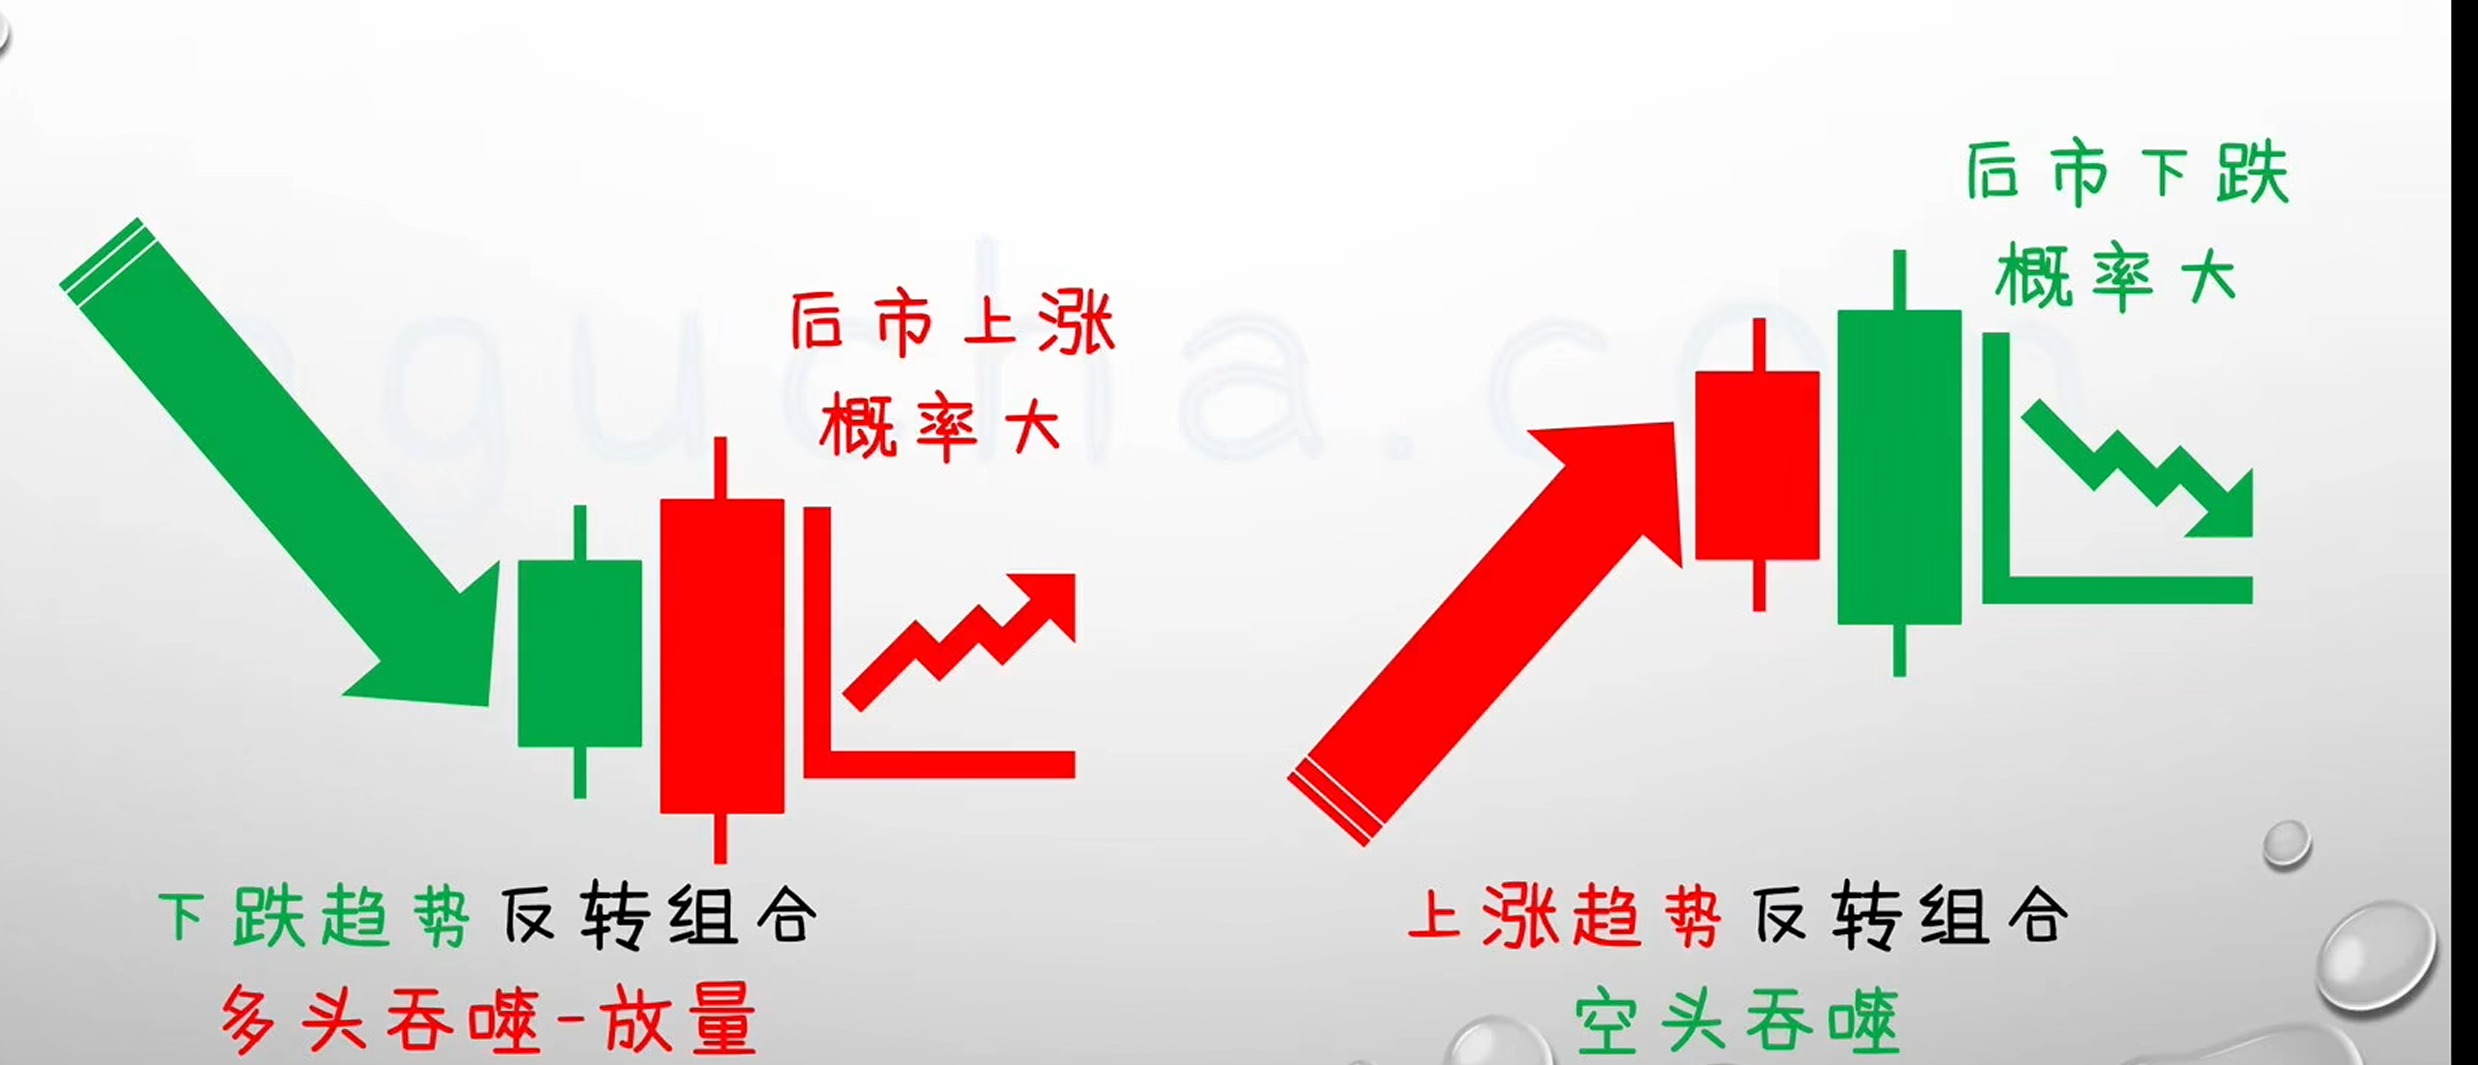 后市上涨
概率大
下跌趋势反转组合
多头吞噬-放量
后市下跌
概率大
上涨趋势反转组合
空头吞噬